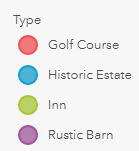 Type
Golf Course
Historic Estate
Inn
Rustic Barn